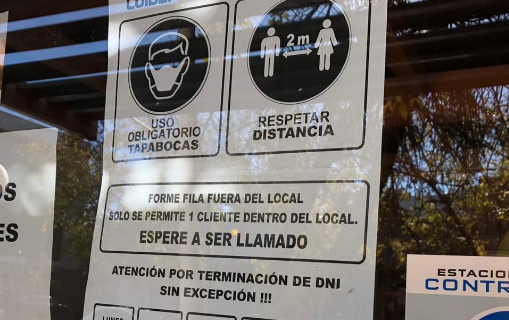 2 m
USO
OBLIGATORIO
TAPABOCAS
RESPETAR
DISTANCIA
FORME FILA FUERA DEL LOCAL
SOLO SE PERMITE 1 CLIENTE DENTRO DEL LOCAL.
ESPERE A SER LLAMADO
ATENCIÓN POR TERMINACIÓN DE DNI
SIN EXCEPCIÓN !!!
LUNES
ESTACIO
CONTR